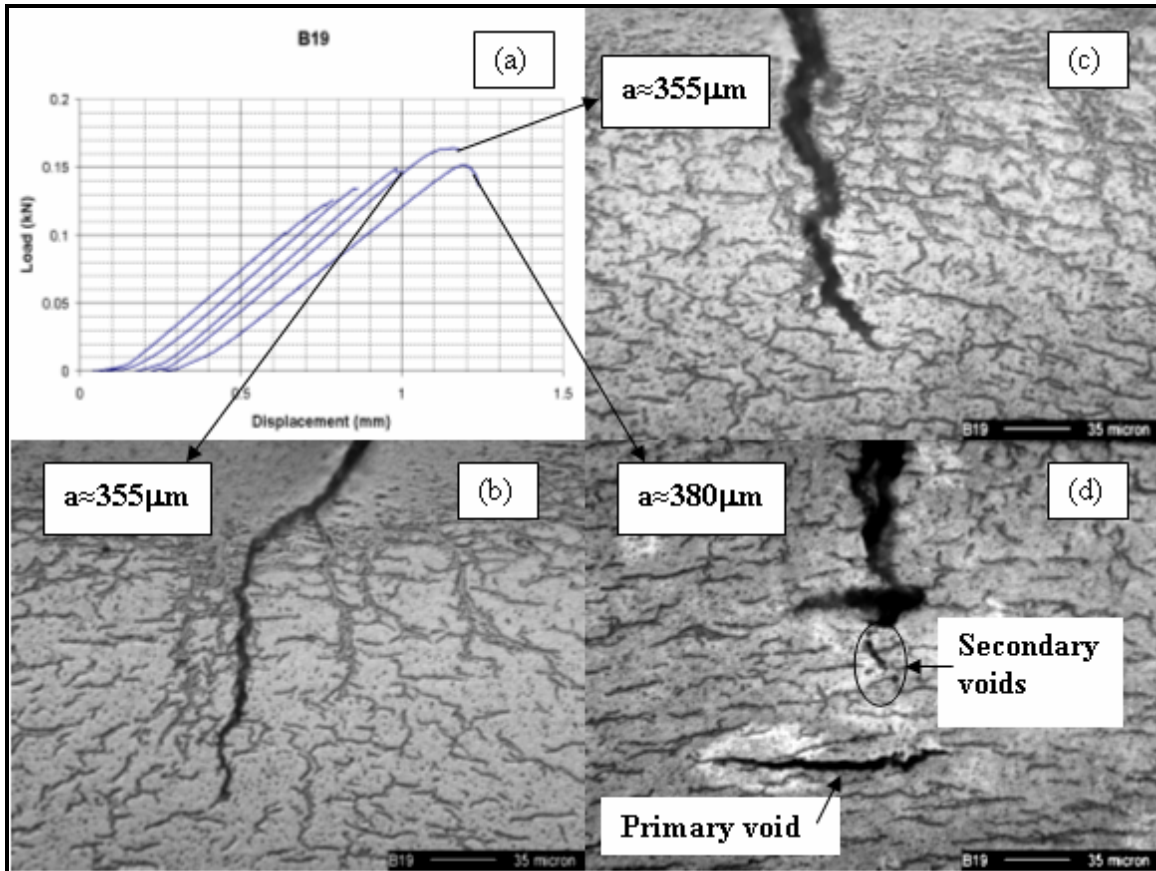 B19
(a)
0.2
0.15
0.1
0.05
0
Load (kN)
0 0.5 1 1.5
Displacement (mm)
a≈355µm
(c)
B19 35 micron
a≈355µm
(b)
B19 35 micron
a≈380µm
(d)
Secondary
voids
Primary void
B19 35 micron